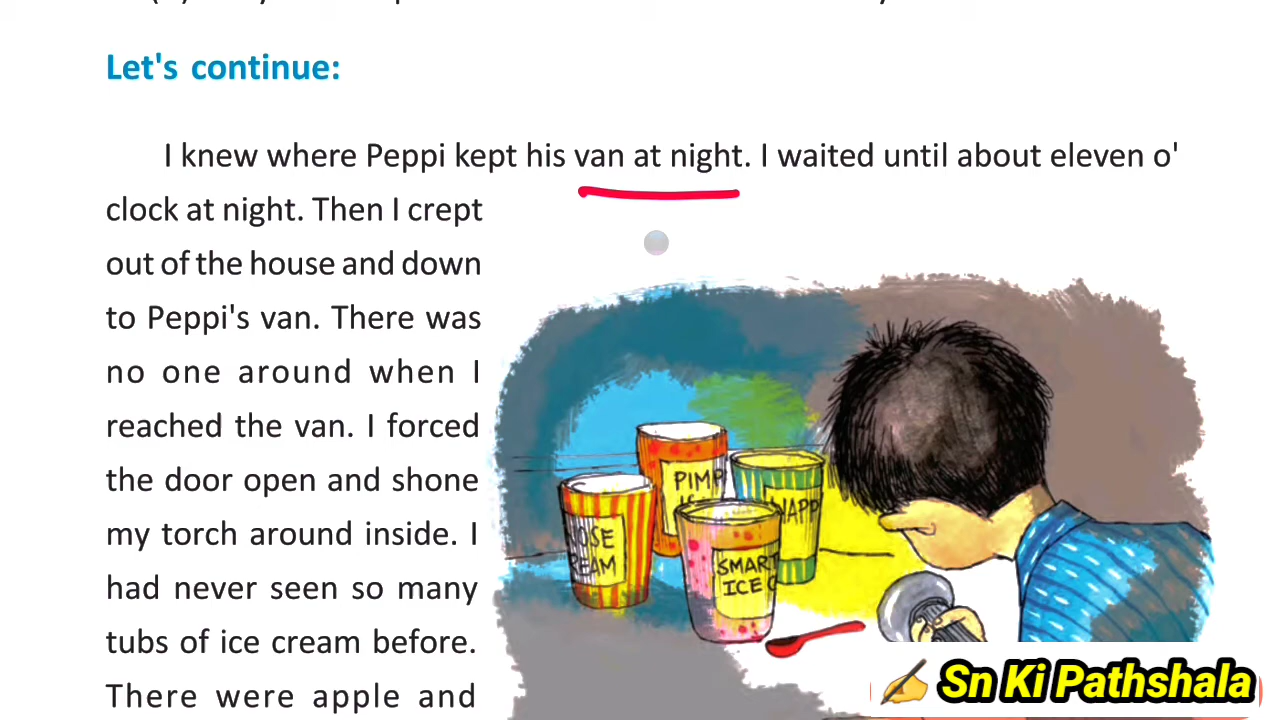 Let's continue:
I knew where Peppi kept his van at night. I waited until about eleven o'
clock at night. Then I crept
out of the house and down
to Peppi's van. There was
no one around when I
reached the van. I forced
the door open and shone
my torch around inside. I
had never seen so many
tubs of ice cream before.
There were apple and
PIMP
NAPP
OSE
REAM
SMART
ICE C
Sn Ki Pathshala